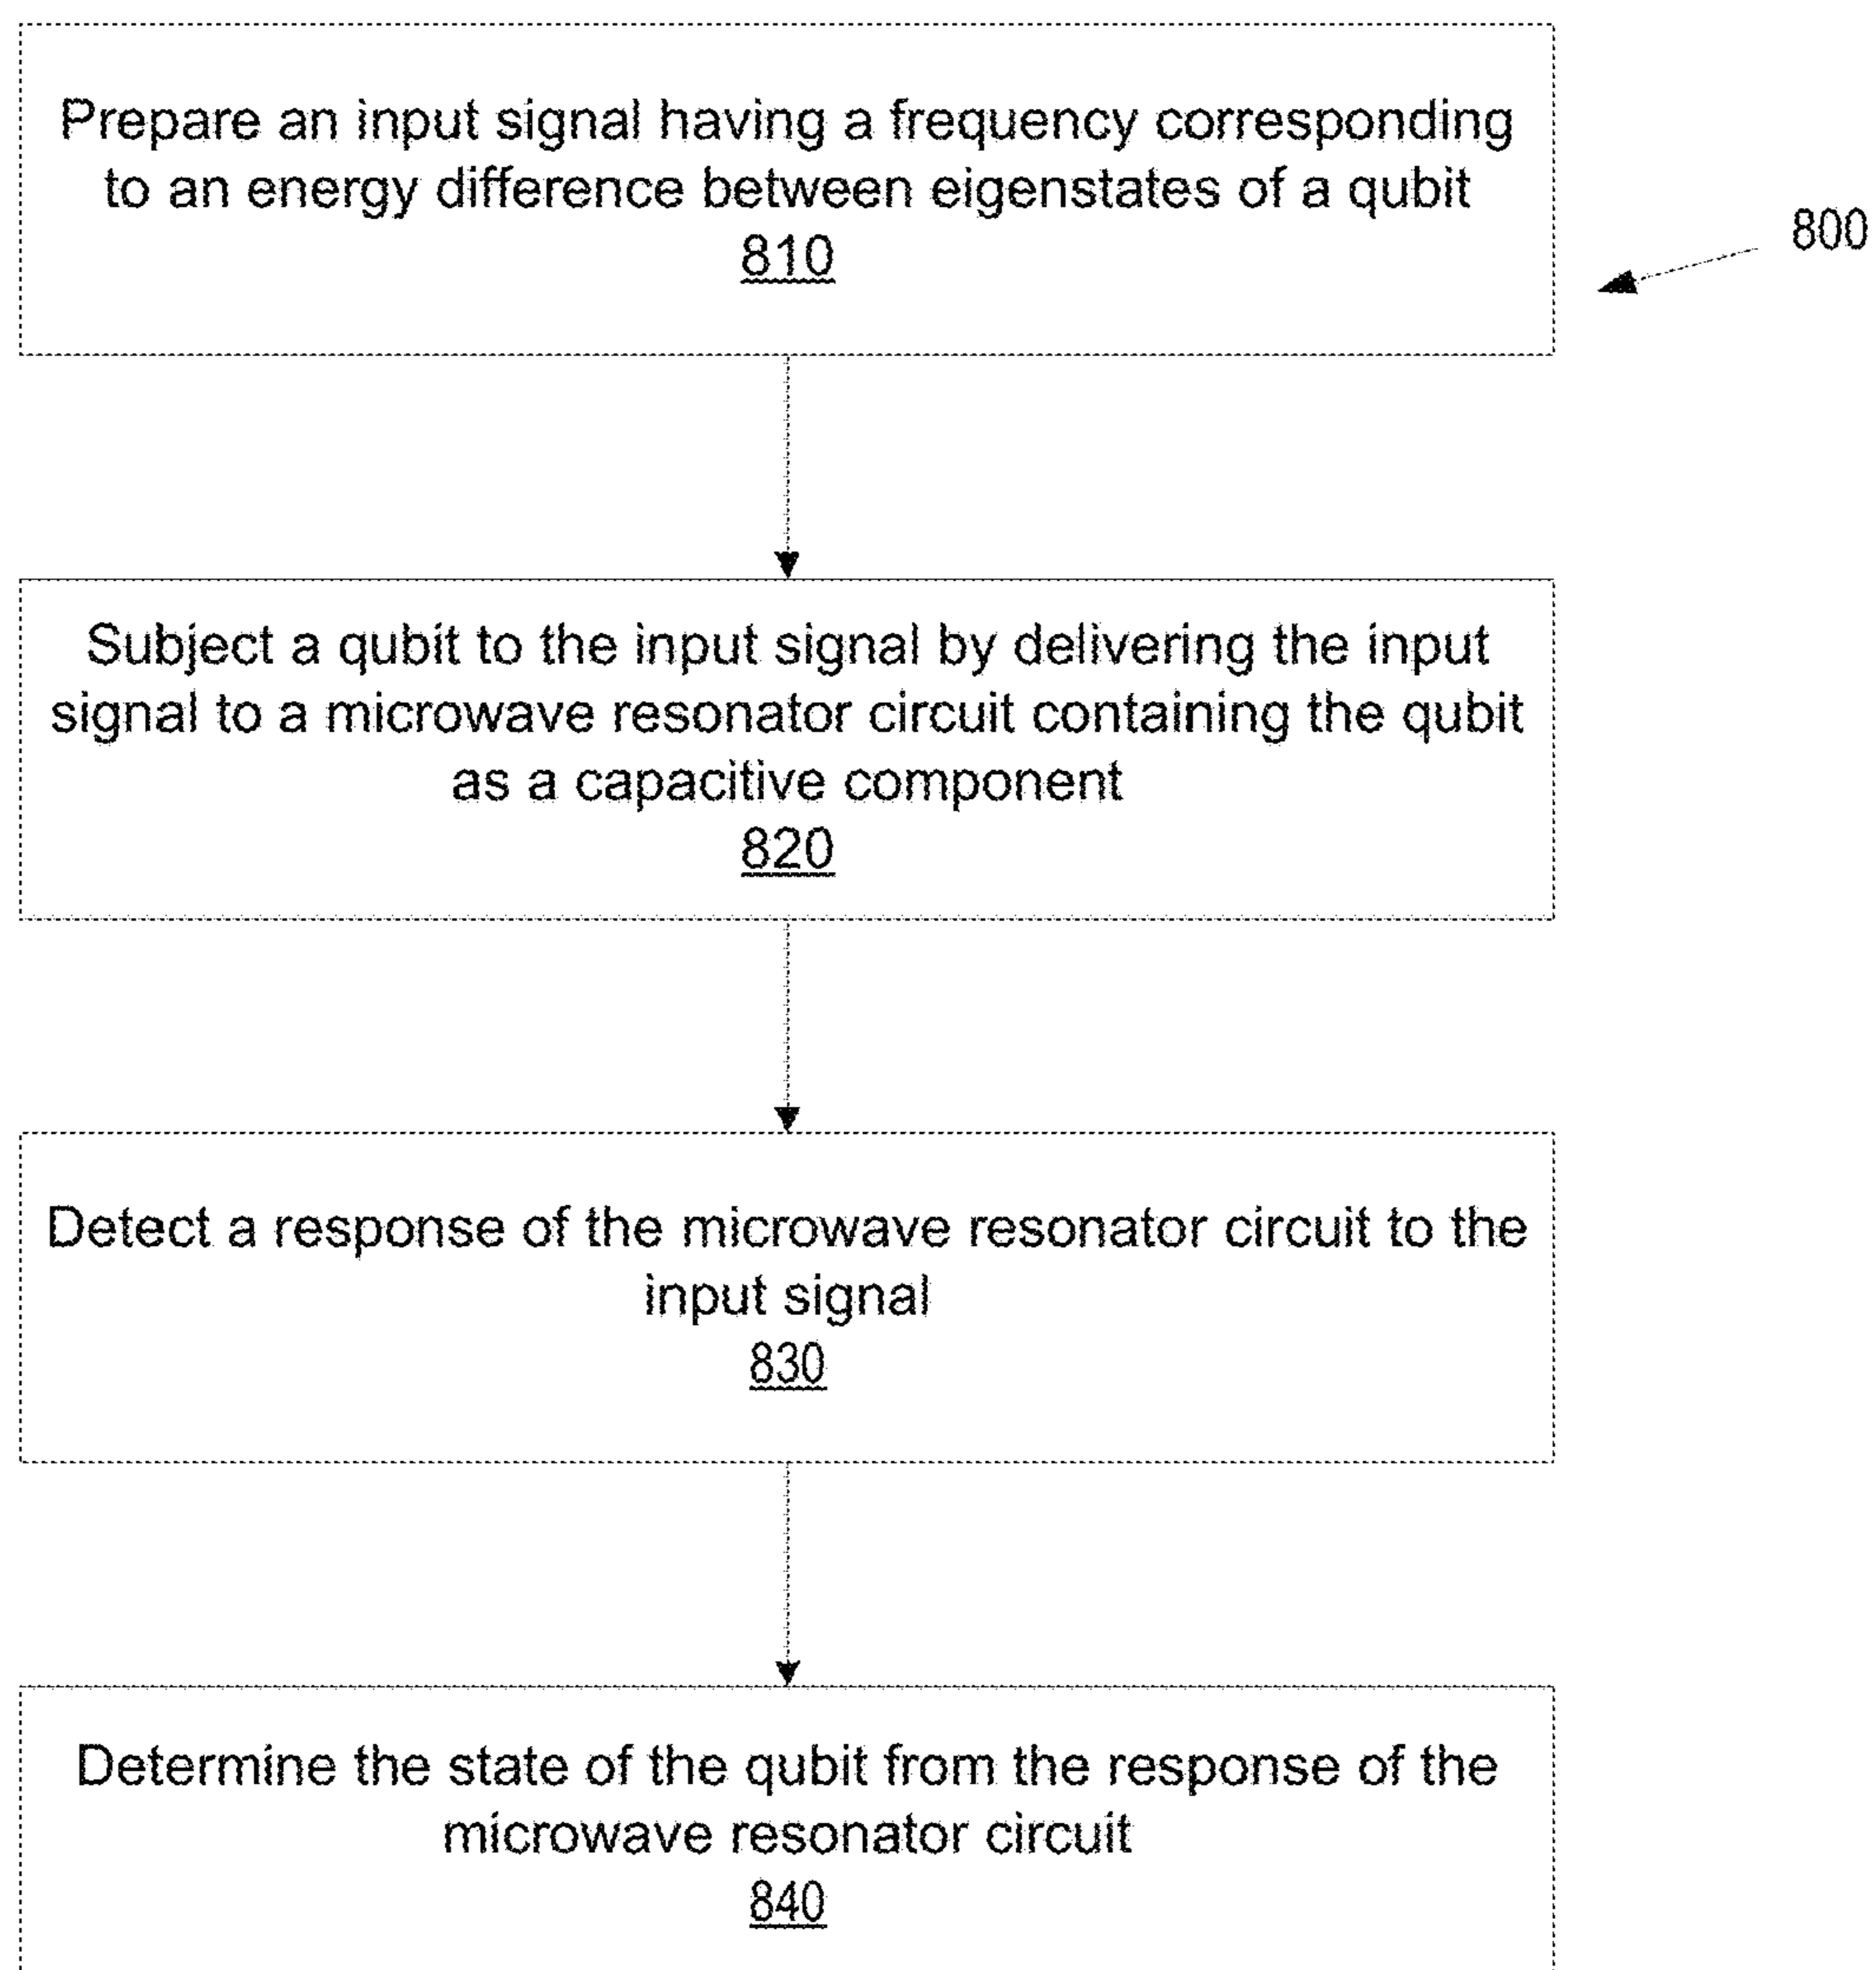 Prepare an input signal having a frequency corresponding
to an energy difference between eigenstates of a qubit
810
800
Subject a qubit to the input signal by delivering the input
signal to a microwave resonator circuit containing the qubit
as a capacitive component
820
Detect a response of the microwave resonator circuit to the
input signal
830
Determine the state of the qubit from the response of the
microwave resonator circuit
840